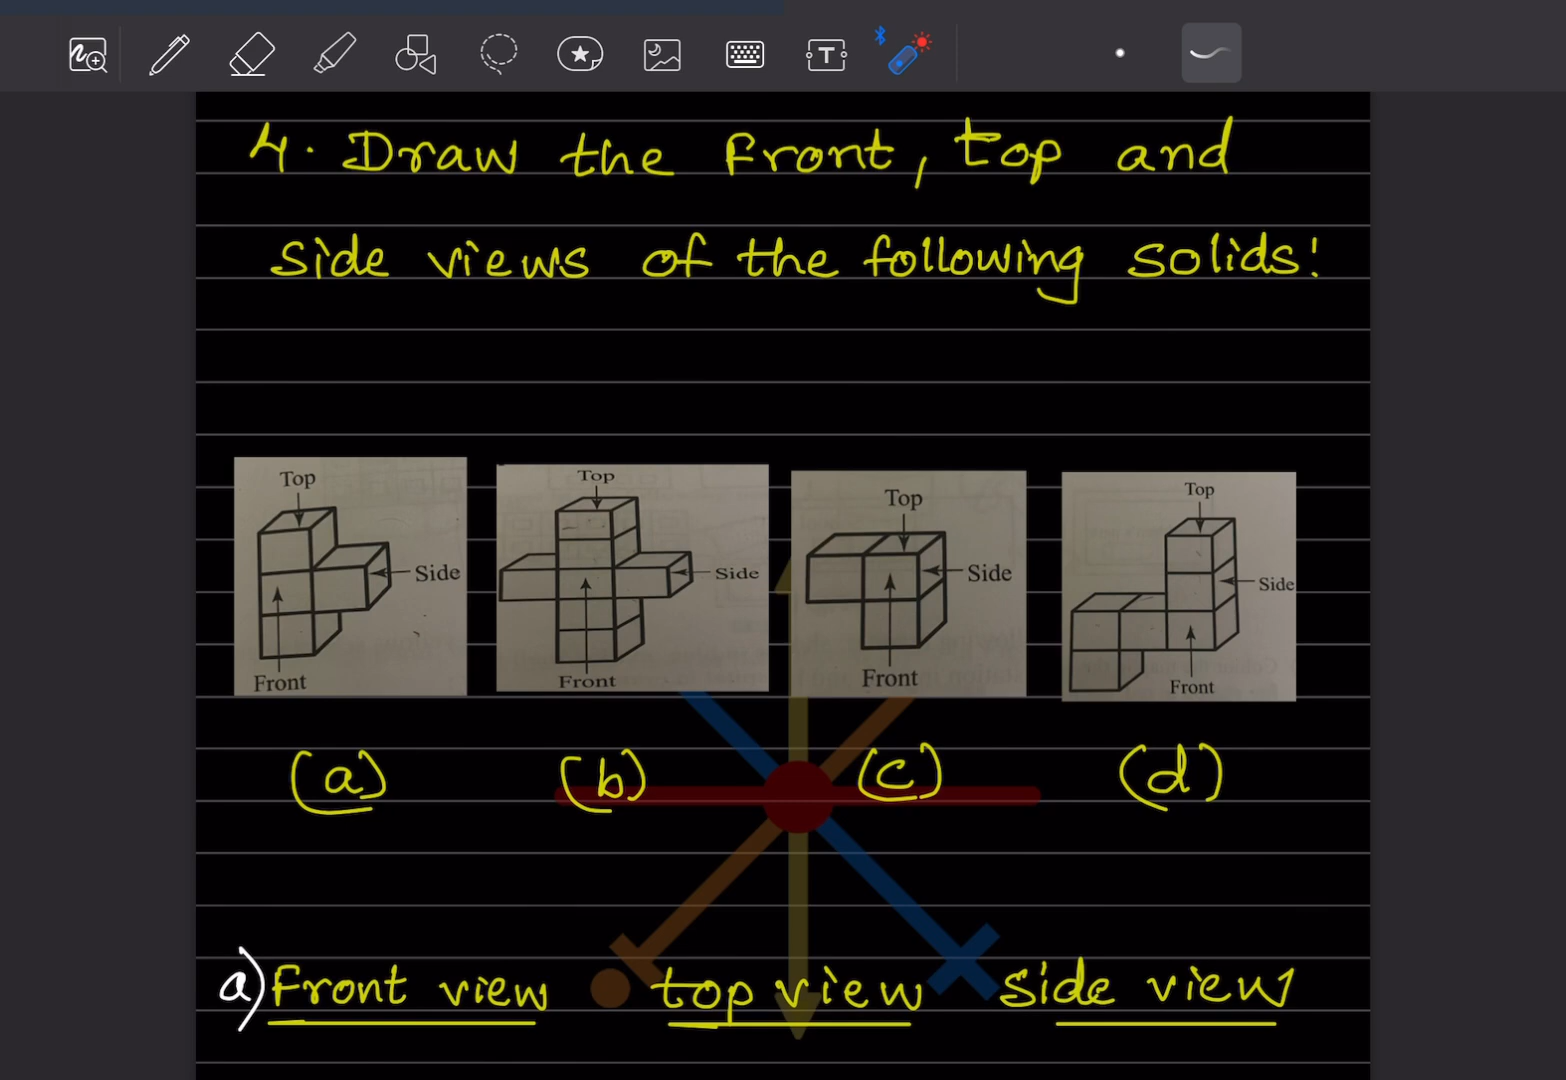 4. Draw the front, top and
side views of the following solids:
Top
Side
Front
Top
Side
Front
Top
Side
Front
Top
Side
Front
(a) (b) (c) (d)
a) front view top view side view